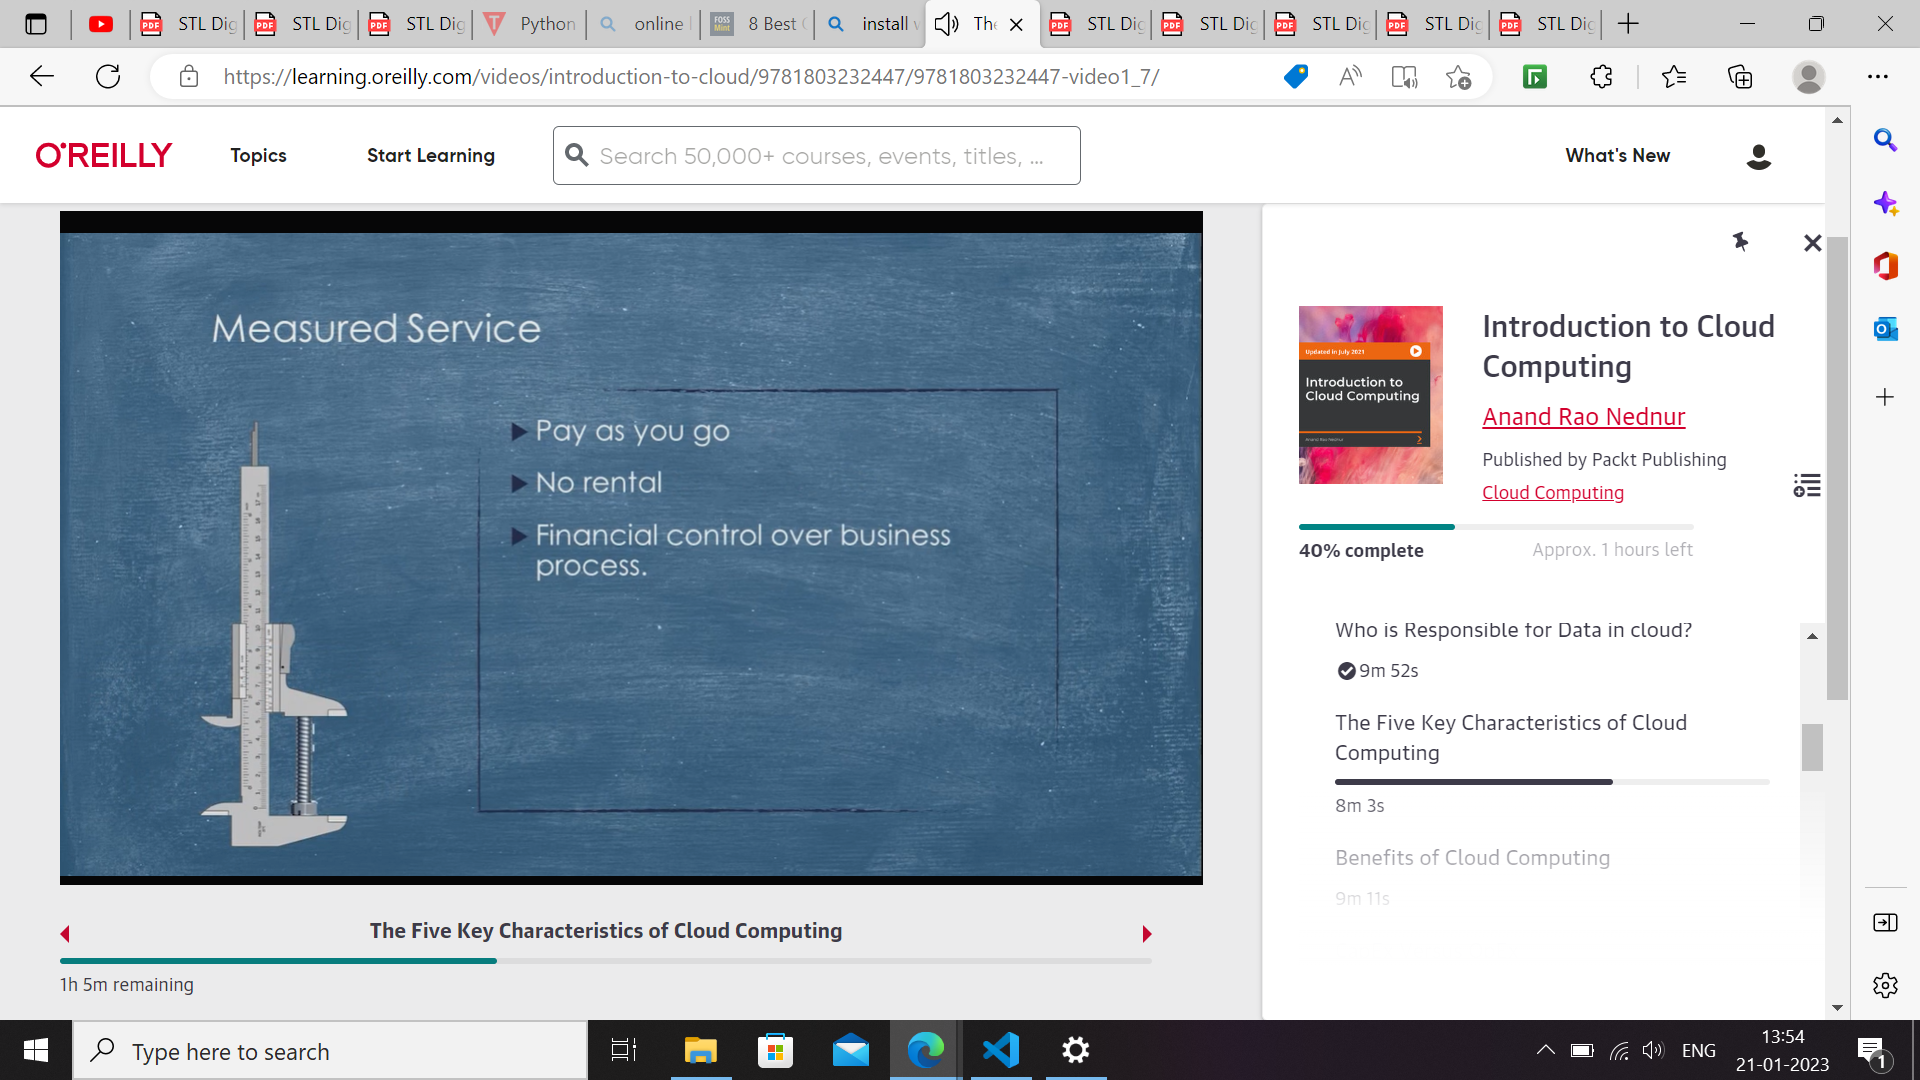 STL Dig
STL Dig
STL Dig
Python
online
8 Best
install
The
STL Dig
STL Dig
STL Dig
STL Dig
STL Dig
https://learning.oreilly.com/videos/introduction-to-cloud/9781803232447/9781803232447-video1_7/
O'REILLY
Topics
Start Learning
Search 50,000+ courses, events, titles, ...
What's New
Measured Service
Pay as you go
No rental
Financial control over business
process.
Updated in July 2021
Introduction to
Cloud Computing
Anand Rao Nednur
Introduction to Cloud
Computing
Anand Rao Nednur
Published by Packt Publishing
Cloud Computing
40% complete
Approx. 1 hours left
Who is Responsible for Data in cloud?
9m 52s
The Five Key Characteristics of Cloud
Computing
8m 3s
Benefits of Cloud Computing
9m 11s
The Five Key Characteristics of Cloud Computing
1h 5m remaining
Type here to search
ENG
13:54
21-01-2023
1